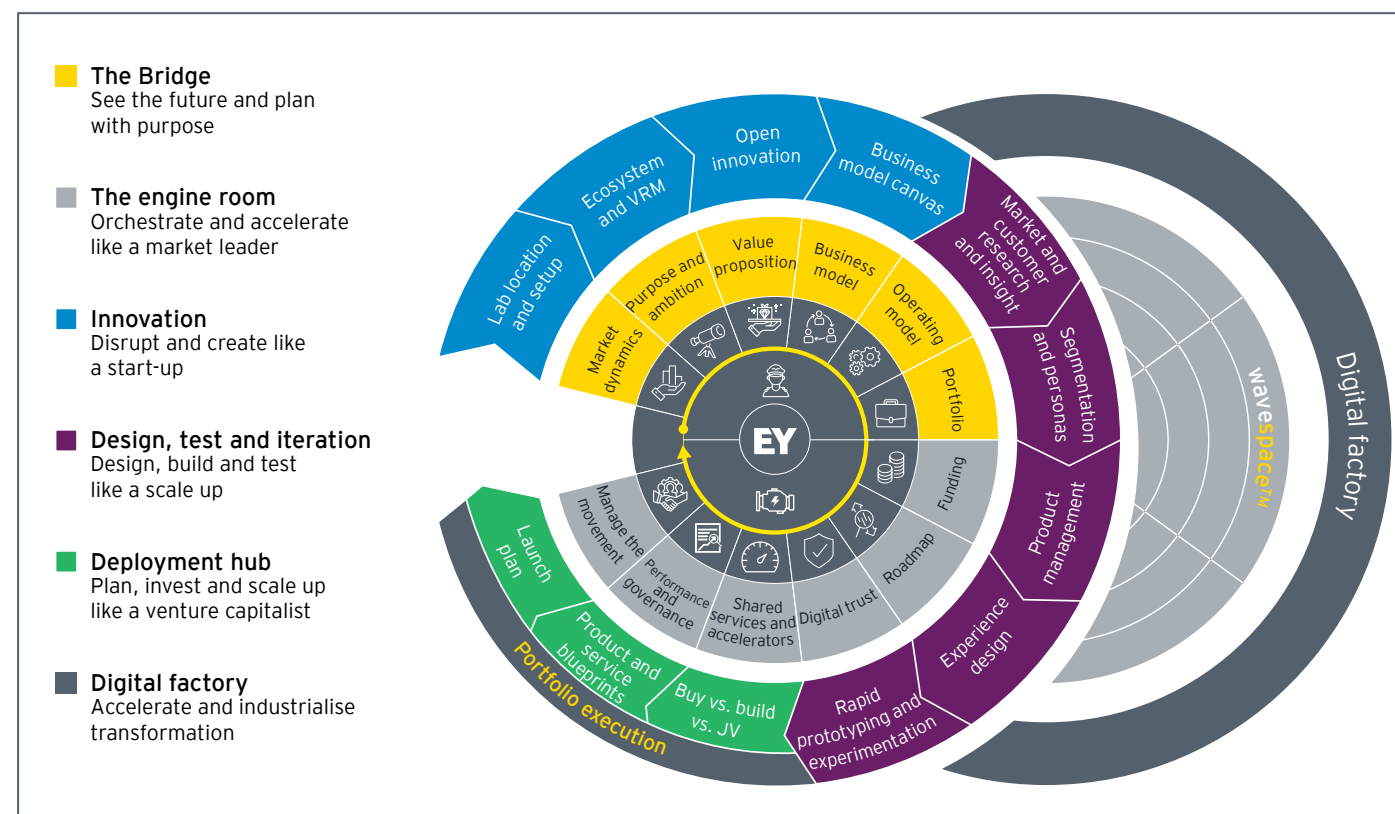 The Bridge
See the future and plan
with purpose
The engine room
Orchestrate and accelerate
like a market leader
Innovation
Disrupt and create like
a start-up
Design, test and iteration
Design, build and test
like a scale up
Deployment hub
Plan, invest and scale up
like a venture capitalist
Digital factory
Accelerate and industrialise
transformation
Lab location
and setup
Ecosystem
and VRM
Open
innovation
Business
model canvas
Market and
customer
research
and insight
Segmentation
and personas
Product
management
Experience
design
Rapid
prototyping and
experimentation
Buy vs. build
vs. JV
Product and
service
blueprints
Launch
plan
Portfolio execution
Market
dynamics
Purpose and
ambition
Value
proposition
Business
model
Operating
model
Portfolio
Funding
Roadmap
Digital trust
Shared
services and
accelerators
Performance
and
governance
Manage the
movement
EY
wavespace™
Digital factory